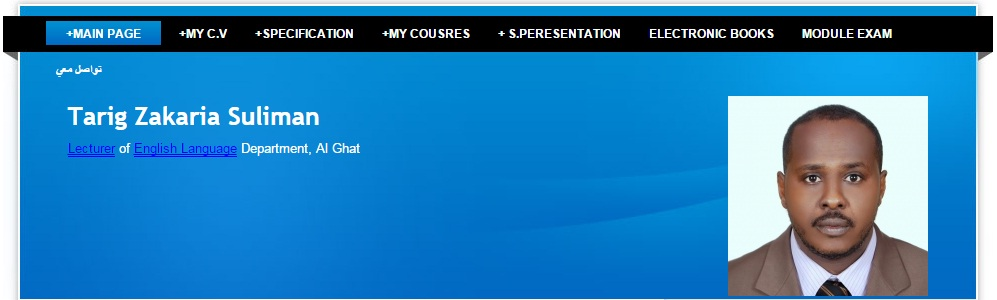 +MAIN PAGE +MY C.V +SPECIFICATION +MY COUSRES + S.PERESENTATION ELECTRONIC BOOKS MODULE EXAM
تواصل معي
Tarig Zakaria Suliman
Lecturer of English Language Department, Al Ghat